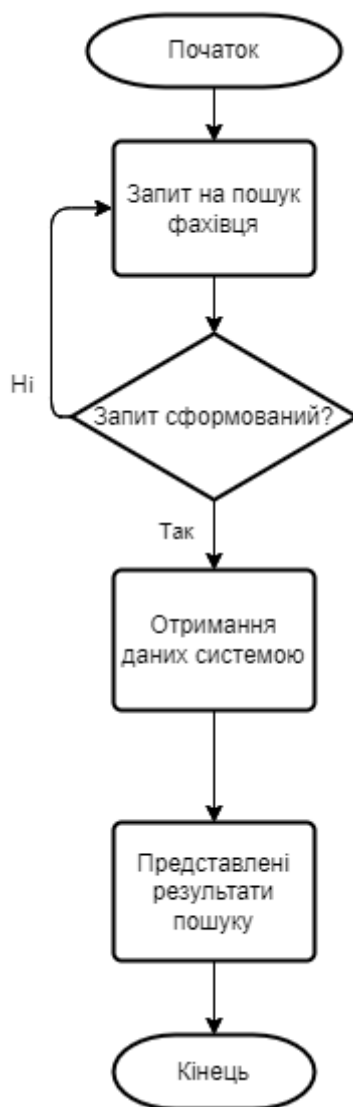 Початок
Запит на пошук
фахівця
Ні
Запит сформований?
Так
Отримання
даних системою
Представлені
результати
пошуку
Кінець